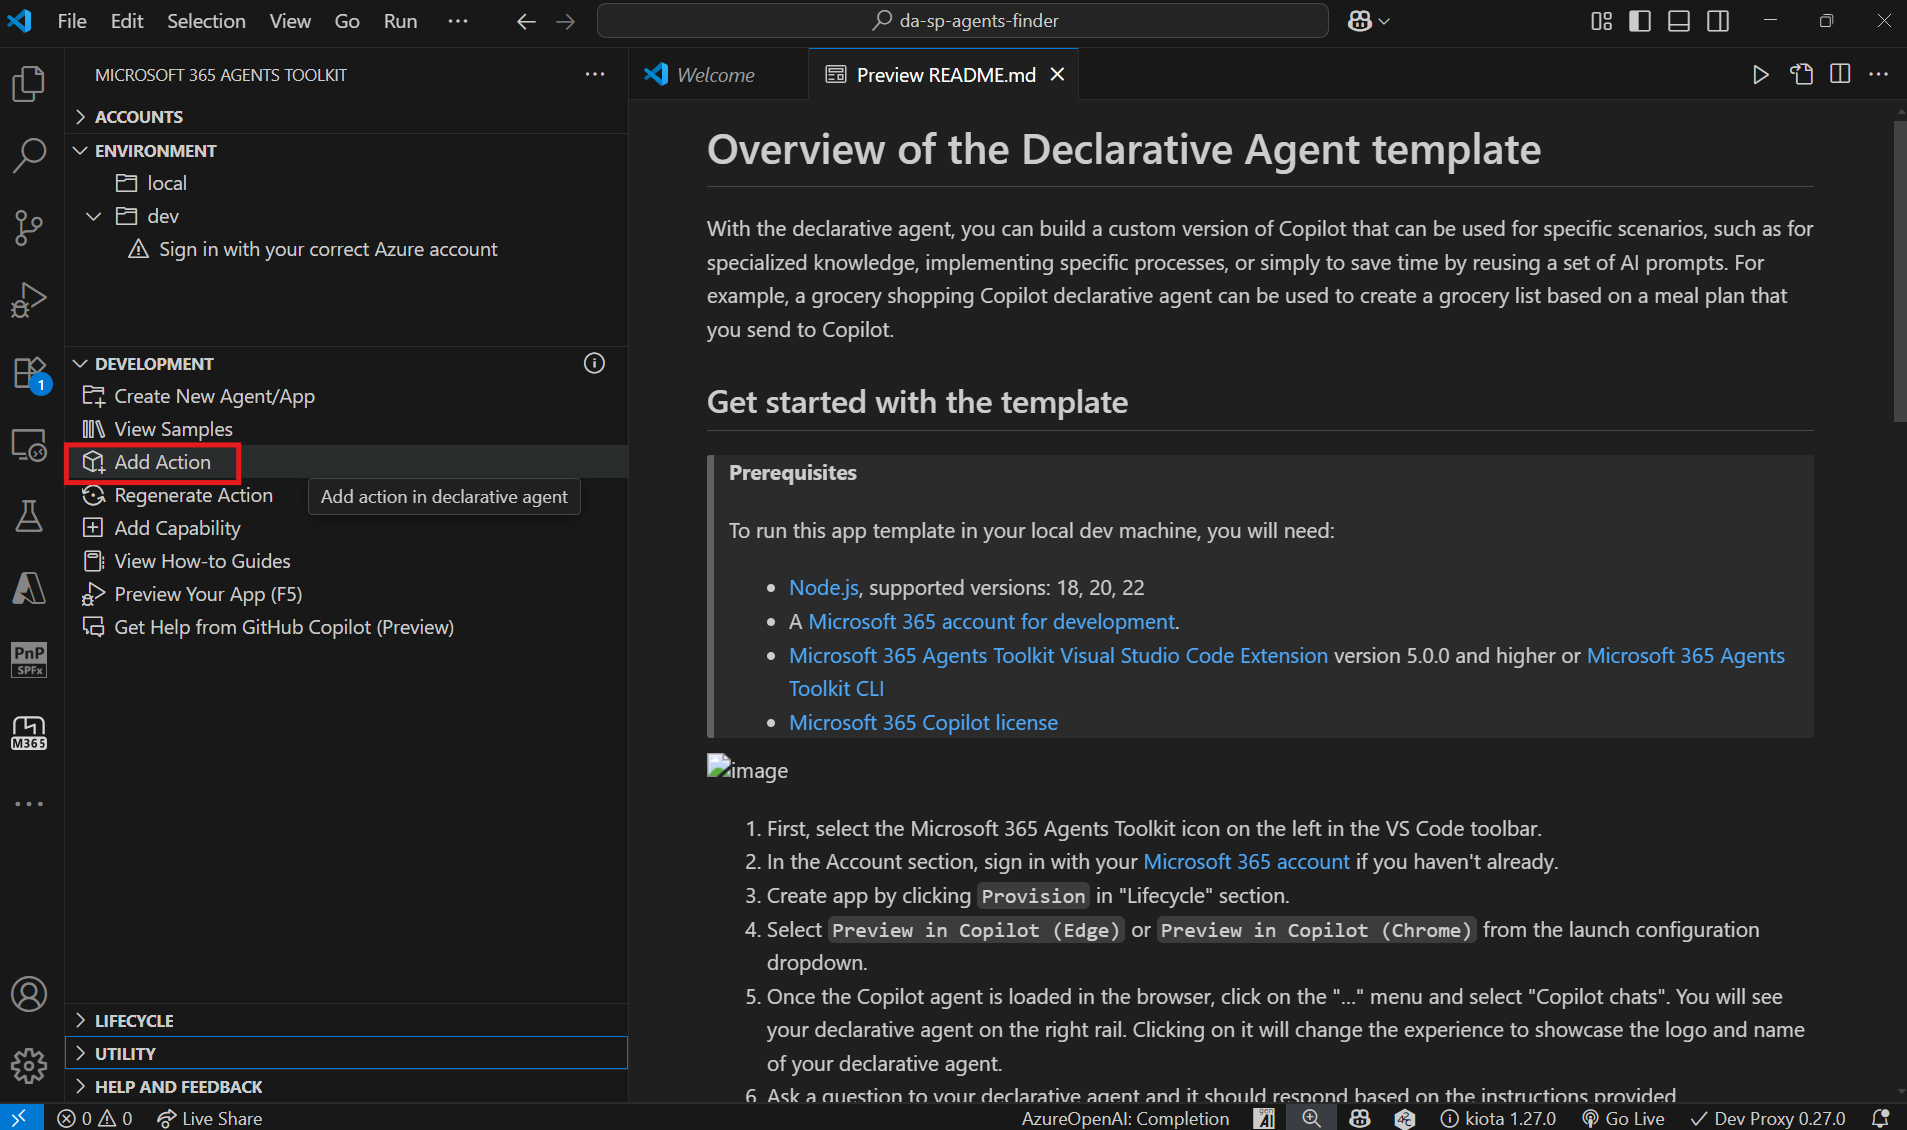 File Edit Selection View Go Run ···
da-sp-agents-finder
MICROSOFT 365 AGENTS TOOLKIT
ACCOUNTS
ENVIRONMENT
local
dev
Sign in with your correct Azure account
DEVELOPMENT
Create New Agent/App
View Samples
Add Action
Regenerate Action
Add action in declarative agent
Add Capability
View How-to Guides
Preview Your App (F5)
Get Help from GitHub Copilot (Preview)
LIFECYCLE
UTILITY
HELP AND FEEDBACK
1
PnP
SPFx
M365
Welcome
Preview README.md
Overview of the Declarative Agent template
With the declarative agent, you can build a custom version of Copilot that can be used for specific scenarios, such as for
specialized knowledge, implementing specific processes, or simply to save time by reusing a set of AI prompts. For
example, a grocery shopping Copilot declarative agent can be used to create a grocery list based on a meal plan that
you send to Copilot.
Get started with the template
Prerequisites
To run this app template in your local dev machine, you will need:
• Node.js, supported versions: 18, 20, 22
• A Microsoft 365 account for development.
• Microsoft 365 Agents Toolkit Visual Studio Code Extension version 5.0.0 and higher or Microsoft 365 Agents
Toolkit CLI
• Microsoft 365 Copilot license
image
1. First, select the Microsoft 365 Agents Toolkit icon on the left in the VS Code toolbar.
2. In the Account section, sign in with your Microsoft 365 account if you haven't already.
3. Create app by clicking Provision in "Lifecycle" section.
4. Select Preview in Copilot (Edge) or Preview in Copilot (Chrome) from the launch configuration
dropdown.
5. Once the Copilot agent is loaded in the browser, click on the "..." menu and select "Copilot chats". You will see
your declarative agent on the right rail. Clicking on it will change the experience to showcase the logo and name
of your declarative agent.
6. Ask a question to your declarative agent and it should respond based on the instructions provided
0 0 Live Share
AzureOpenAI: Completion
gen AI
kiota 1.27.0
Go Live
Dev Proxy 0.27.0